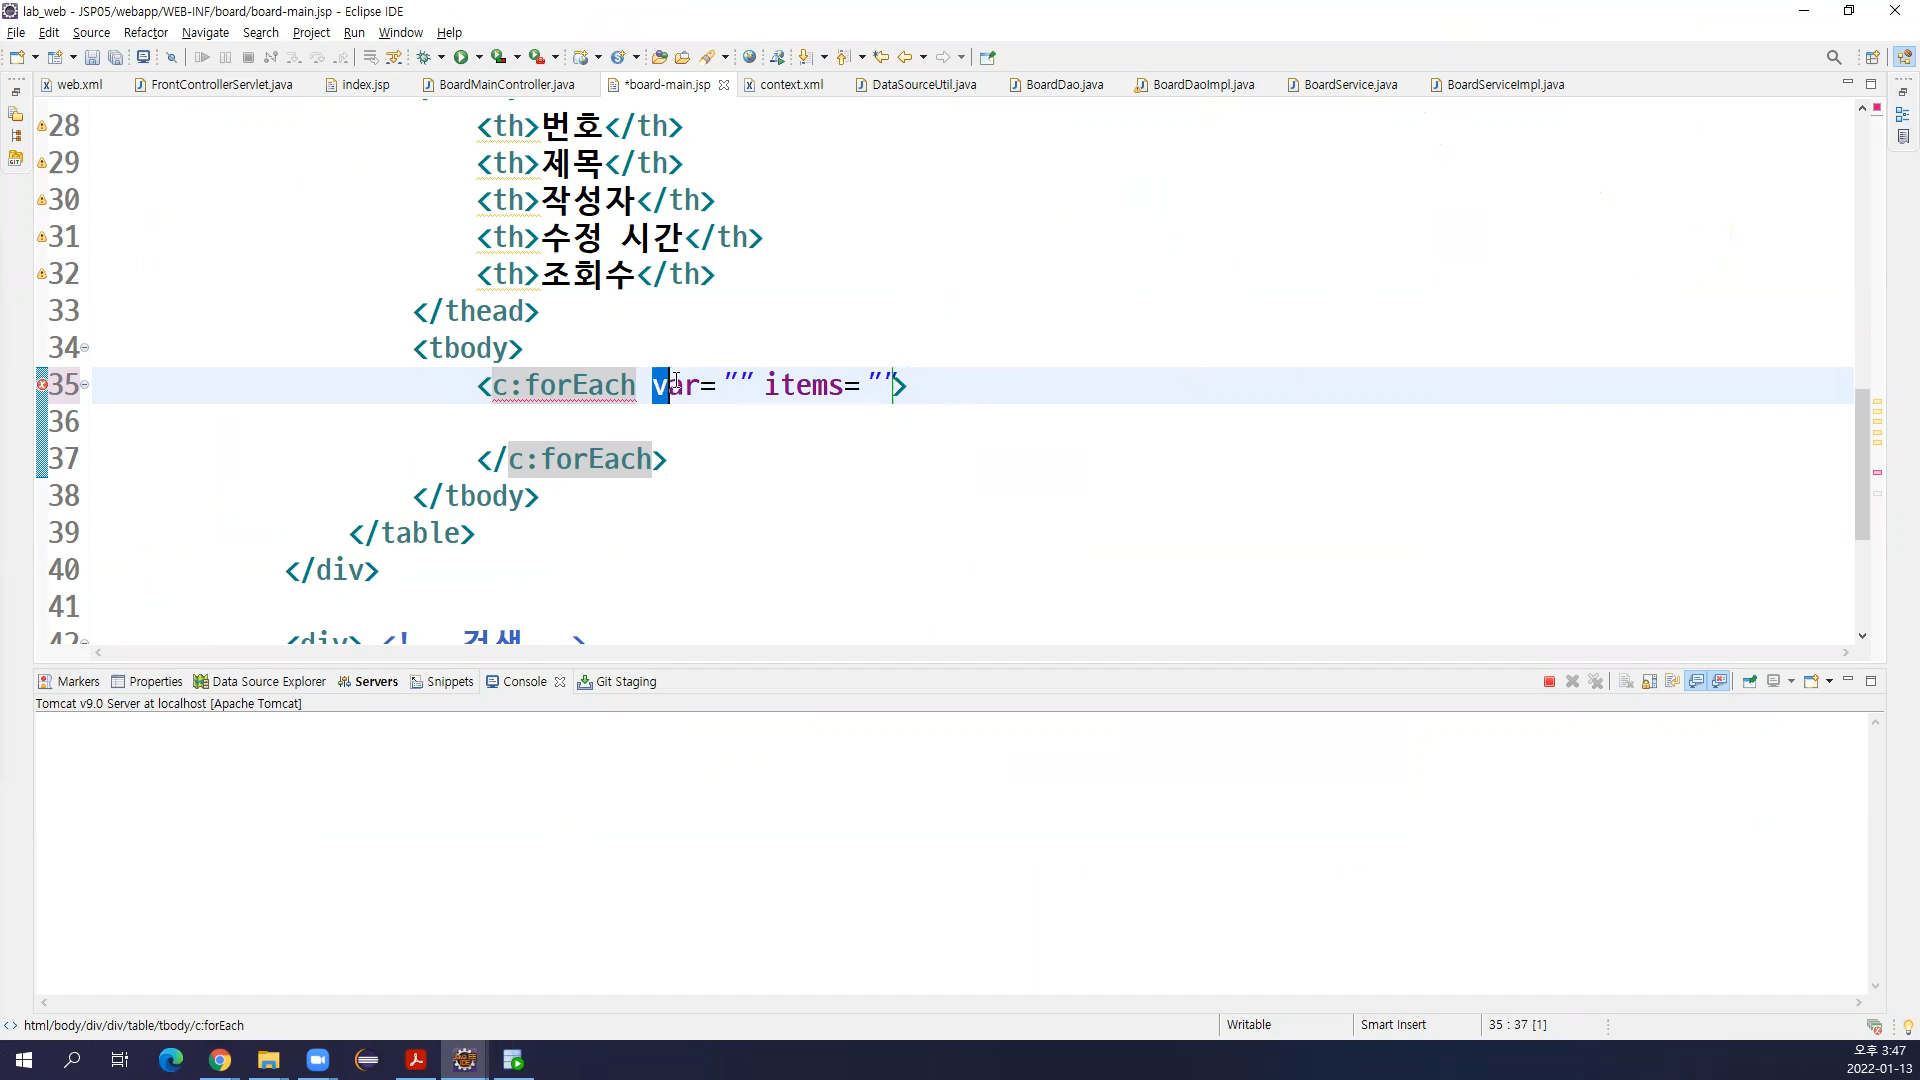 lab_web - JSP05/webapp/WEB-INF/board/board-main.jsp - Eclipse IDE
File Edit Source Refactor Navigate Search Project Run Window Help
web.xml FrontControllerServlet.java index.jsp BoardMainController.java *board-main.jsp context.xml DataSourceUtil.java BoardDao.java BoardDaoImpl.java BoardService.java BoardServiceImpl.java
28 <th>번호</th>
29 <th>제목</th>
30 <th>작성자</th>
31 <th>수정 시간</th>
32 <th>조회수</th>
33 </thead>
34 <tbody>
35 <c:forEach var="" items="">
36
37 </c:forEach>
38 </tbody>
39 </table>
40 </div>
41
42 <div> <!-- 검색 -->
Markers Properties Data Source Explorer Servers Snippets Console Git Staging
Tomcat v9.0 Server at localhost [Apache Tomcat]
html/body/div/div/table/tbody/c:forEach Writable Smart Insert 35 : 37 [1]
오후 3:47
2022-01-13